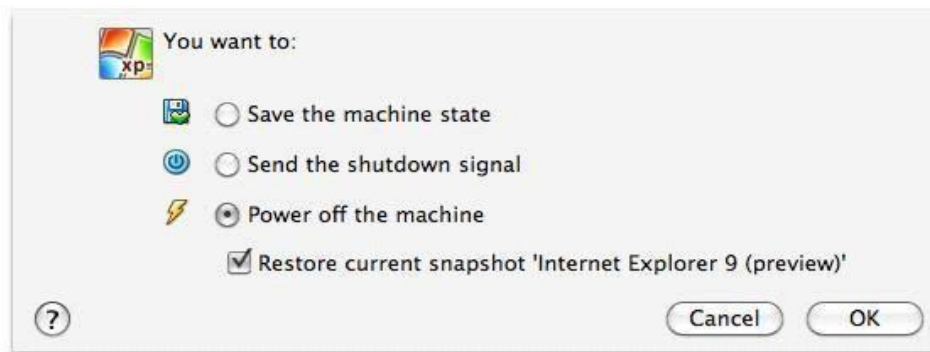 You want to:
xp
Save the machine state
Send the shutdown signal
Power off the machine
Restore current snapshot 'Internet Explorer 9 (preview)'
?
Cancel
OK